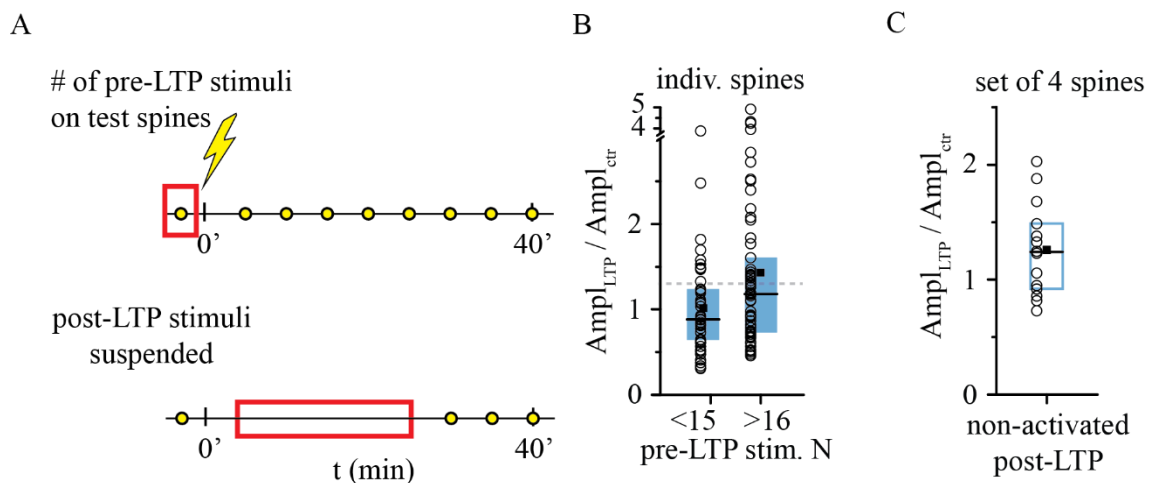 A
# of pre-LTP stimuli
on test spines
0’
40’
post-LTP stimuli
suspended
0’
40’
t (min)
B
indiv. spines
5
4
2
1
0
Ampl_LTP / Ampl_ctr
<15
>16
pre-LTP stim. N
C
set of 4 spines
2
1
0
Ampl_LTP / Ampl_ctr
non-activated
post-LTP